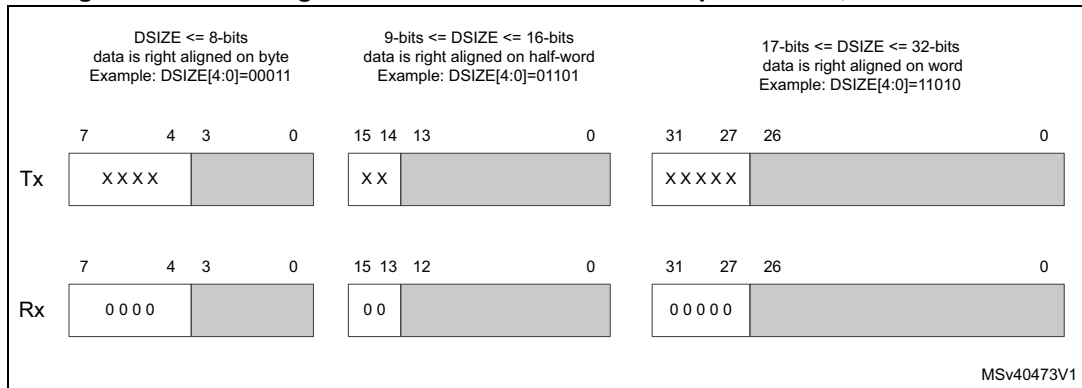 DSIZE <= 8-bits
data is right aligned on byte
Example: DSIZE[4:0]=00011
9-bits <= DSIZE <= 16-bits
data is right aligned on half-word
Example: DSIZE[4:0]=01101
17-bits <= DSIZE <= 32-bits
data is right aligned on word
Example: DSIZE[4:0]=11010
7 4 3 0 15 14 13 0 31 27 26 0
Tx XXXX XX XXXXX
7 4 3 0 15 13 12 0 31 27 26 0
Rx 0000 00 00000
MSv40473V1